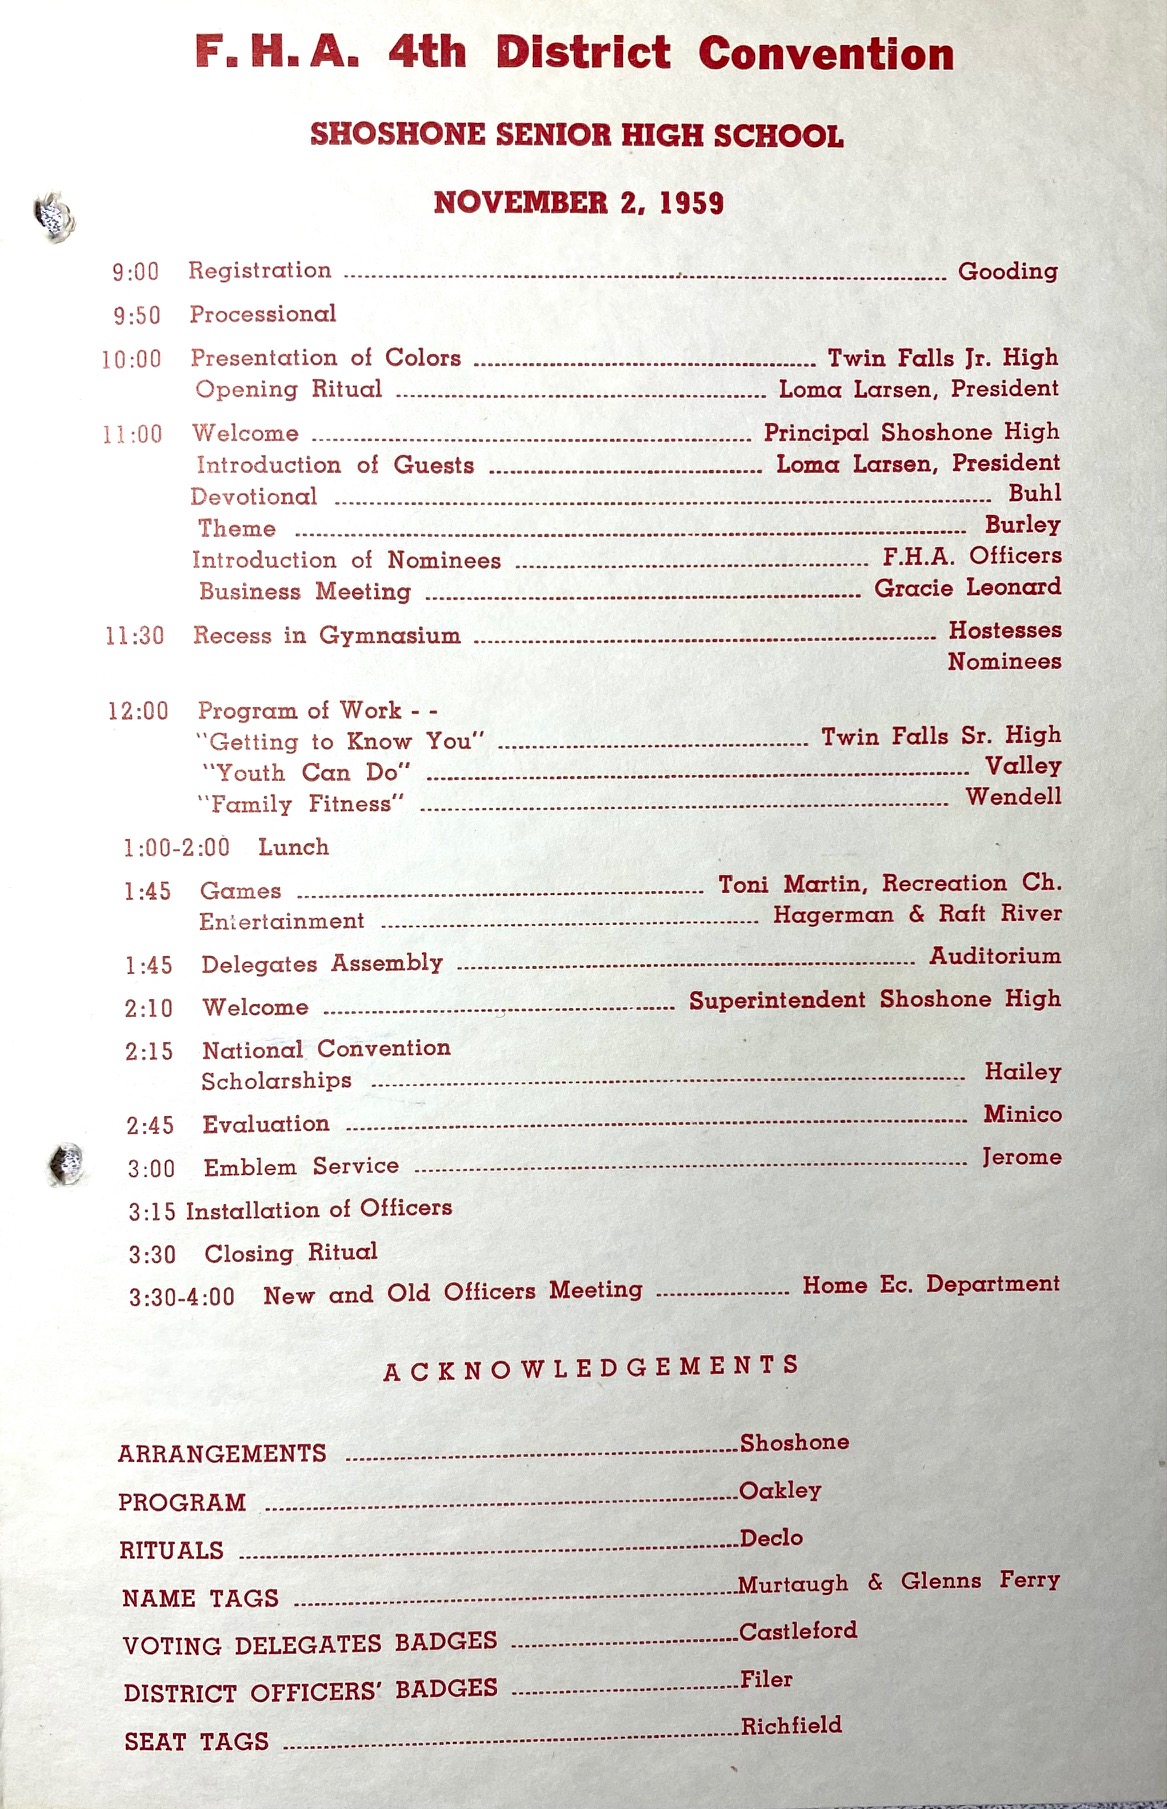 F.H.A. 4th District Convention
SHOSHONE SENIOR HIGH SCHOOL
NOVEMBER 2, 1959
9:00 Registration ........ Gooding
9:50 Processional
10:00 Presentation of Colors ........ Twin Falls Jr. High
Opening Ritual ........ Loma Larsen, President
11:00 Welcome ........ Principal Shoshone High
Introduction of Guests ........ Loma Larsen, President
Devotional ........ Buhl
Theme ........ Burley
Introduction of Nominees ........ F.H.A. Officers
Business Meeting ........ Gracie Leonard
11:30 Recess in Gymnasium ........ Hostesses
Nominees
12:00 Program of Work - -
"Getting to Know You" ........ Twin Falls Sr. High
"Youth Can Do" ........ Valley
"Family Fitness" ........ Wendell
1:00-2:00 Lunch
1:45 Games ........ Toni Martin, Recreation Ch.
Entertainment ........ Hagerman & Raft River
1:45 Delegates Assembly ........ Auditorium
2:10 Welcome ........ Superintendent Shoshone High
2:15 National Convention
Scholarships ........ Hailey
2:45 Evaluation ........ Minico
3:00 Emblem Service ........ Jerome
3:15 Installation of Officers
3:30 Closing Ritual
3:30-4:00 New and Old Officers Meeting ........ Home Ec. Department
ACKNOWLEDGEMENTS
ARRANGEMENTS ........ Shoshone
PROGRAM ........ Oakley
RITUALS ........ Declo
NAME TAGS ........ Murtaugh & Glenns Ferry
VOTING DELEGATES BADGES ........ Castleford
DISTRICT OFFICERS' BADGES ........ Filer
SEAT TAGS ........ Richfield